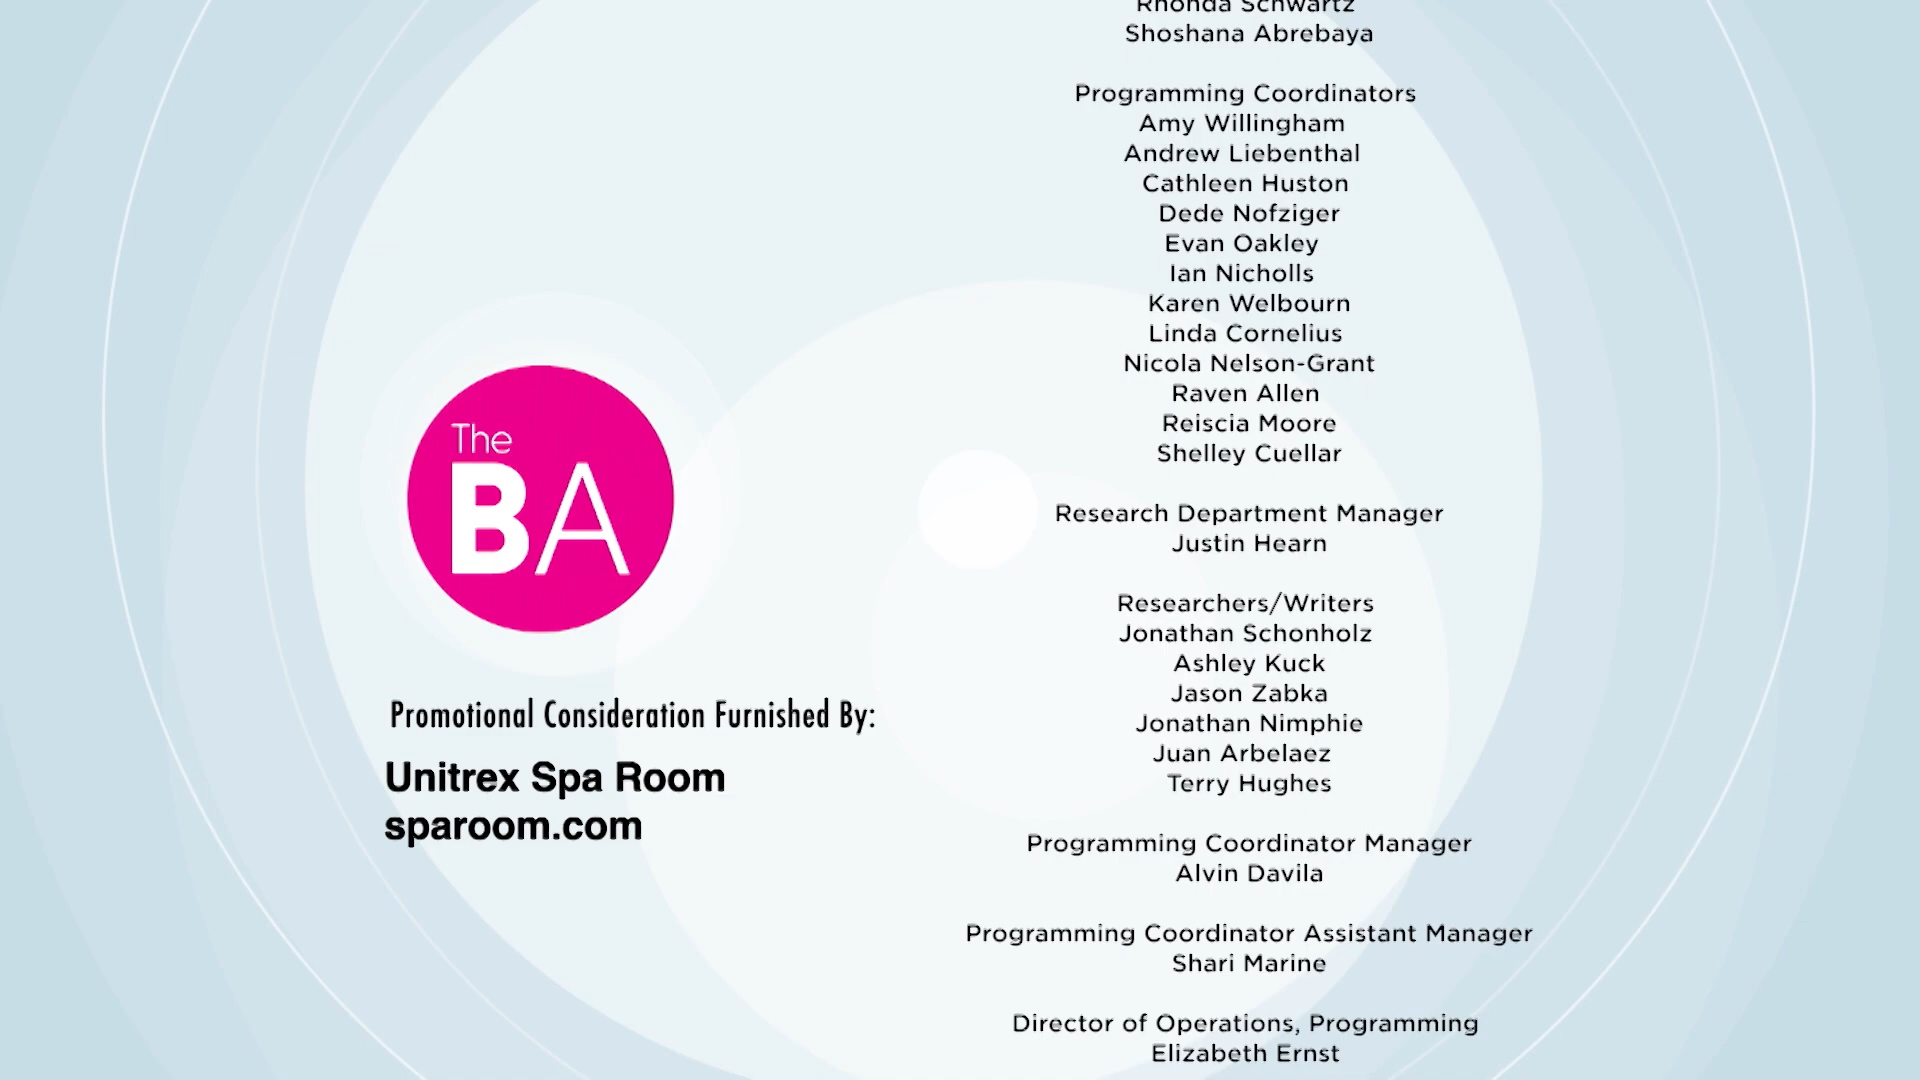 The
BA
Promotional Consideration Furnished By:
Unitrex Spa Room
sparoom.com
Rhonda Schwartz
Shoshana Abrebaya
Programming Coordinators
Amy Willingham
Andrew Liebenthal
Cathleen Huston
Dede Nofziger
Evan Oakley
Ian Nicholls
Karen Welbourn
Linda Cornelius
Nicola Nelson-Grant
Raven Allen
Reiscia Moore
Shelley Cuellar
Research Department Manager
Justin Hearn
Researchers/Writers
Jonathan Schonholz
Ashley Kuck
Jason Zabka
Jonathan Nimphie
Juan Arbelaez
Terry Hughes
Programming Coordinator Manager
Alvin Davila
Programming Coordinator Assistant Manager
Shari Marine
Director of Operations, Programming
Elizabeth Ernst